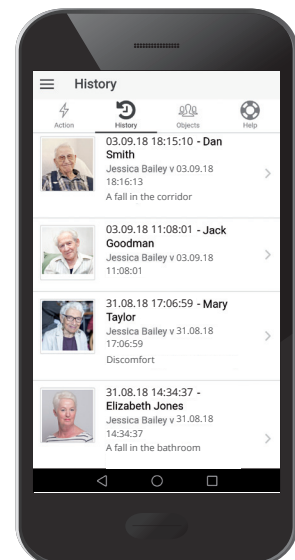 History
Action History Objects Help
03.09.18 18:15:10 - Dan
Smith
Jessica Bailey v 03.09.18
18:16:13
A fall in the corridor
03.09.18 11:08:01 - Jack
Goodman
Jessica Bailey v 03.09.18
11:08:01
31.08.18 17:06:59 - Mary
Taylor
Jessica Bailey v 31.08.18
17:06:59
Discomfort
31.08.18 14:34:37 -
Elizabeth Jones
Jessica Bailey v 31.08.18
14:34:37
A fall in the bathroom